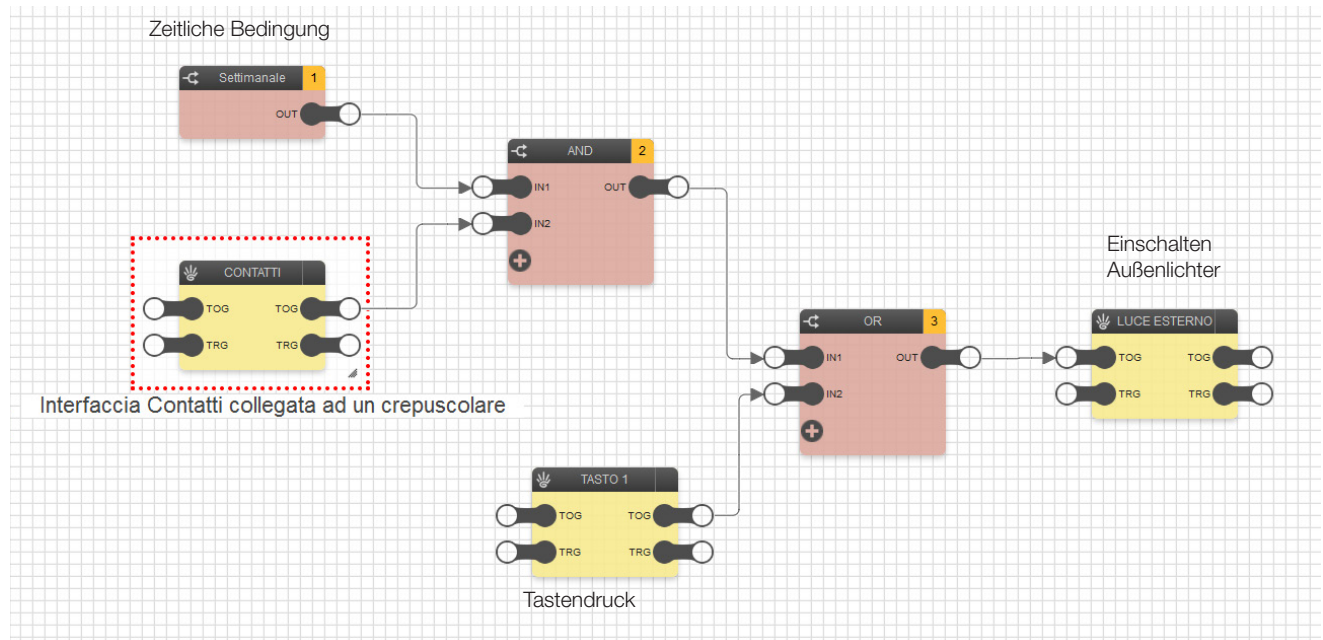 Zeitliche Bedingung
Settimanale 1
OUT
AND 2
IN1 OUT
IN2
CONTATTI
TOG TOG
TRG TRG
Interfaccia Contatti collegata ad un crepuscolare
Einschalten
Außenlichter
OR 3
IN1 OUT
IN2
LUCE ESTERNO
TOG TOG
TRG TRG
TASTO 1
TOG TOG
TRG TRG
Tastendruck